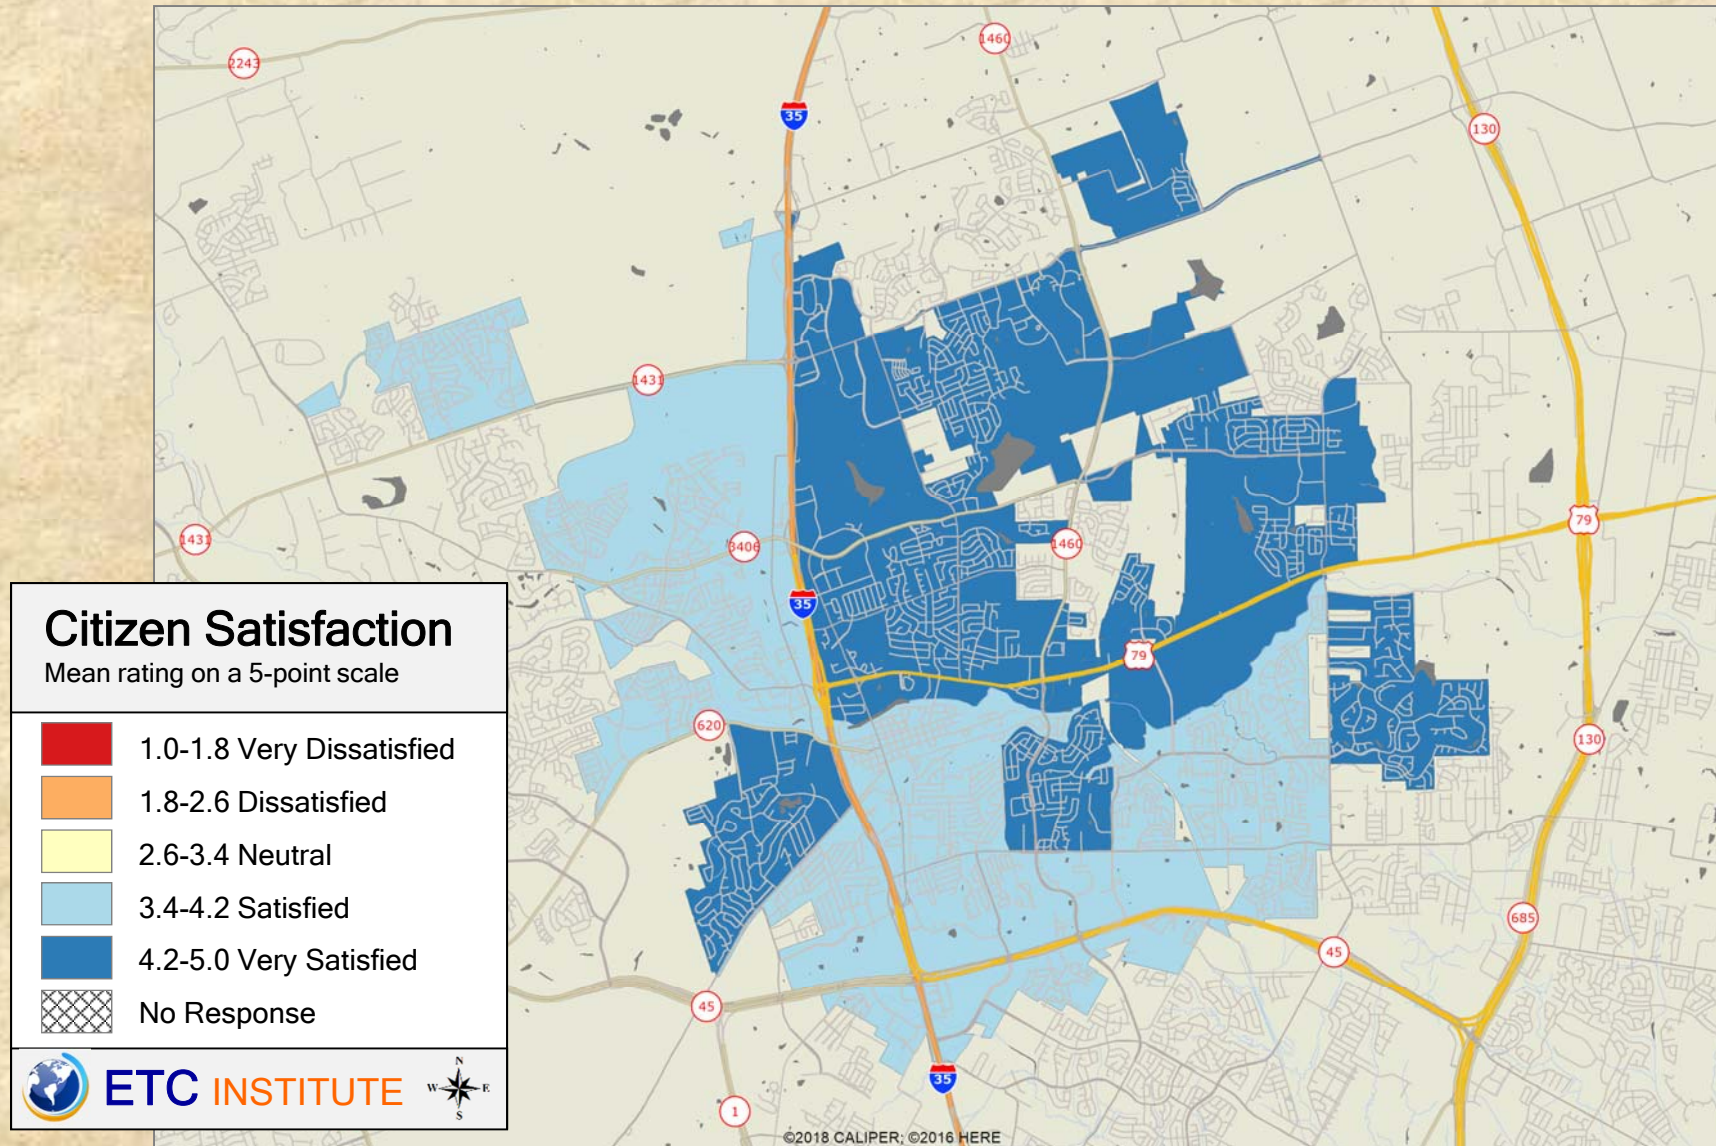 2243
1460
35
130
1431
1431
3406
1460
79
35
79
620
130
685
45
45
35
1
Citizen Satisfaction
Mean rating on a 5-point scale
1.0-1.8 Very Dissatisfied
1.8-2.6 Dissatisfied
2.6-3.4 Neutral
3.4-4.2 Satisfied
4.2-5.0 Very Satisfied
No Response
ETC INSTITUTE
N
W E
S
©2018 CALIPER; ©2016 HERE